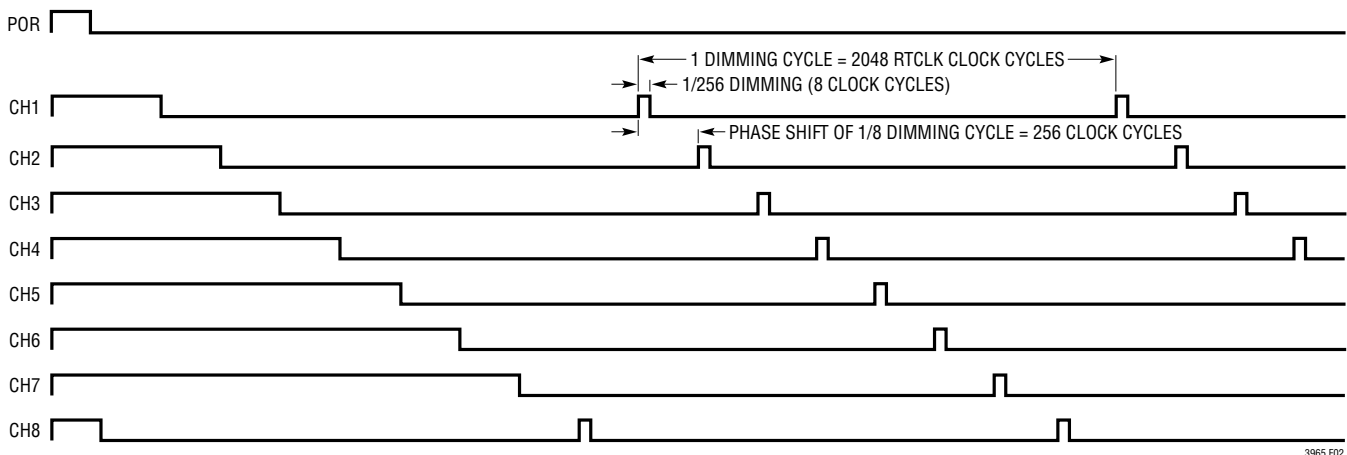 POR
1 DIMMING CYCLE = 2048 RTCLK CLOCK CYCLES
1/256 DIMMING (8 CLOCK CYCLES)
CH1
PHASE SHIFT OF 1/8 DIMMING CYCLE = 256 CLOCK CYCLES
CH2
CH3
CH4
CH5
CH6
CH7
CH8
3965 F02